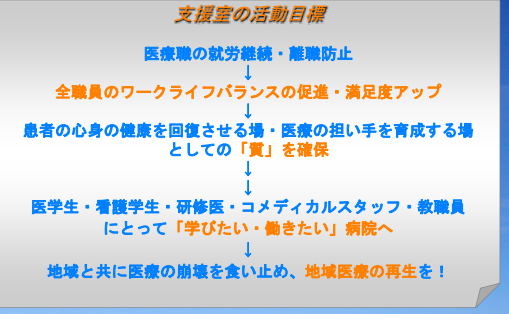 支援室の活動目標
医療職の就労継続・離職防止
↓
全職員のワークライフバランスの促進・満足度アップ
↓
患者の心身の健康を回復させる場・医療の担い手を育成する場
としての「質」を確保
↓
↓
医学生・看護学生・研修医・コメディカルスタッフ・教職員
にとって「学びたい・働きたい」病院へ
↓
地域と共に医療の崩壊を食い止め、地域医療の再生を！